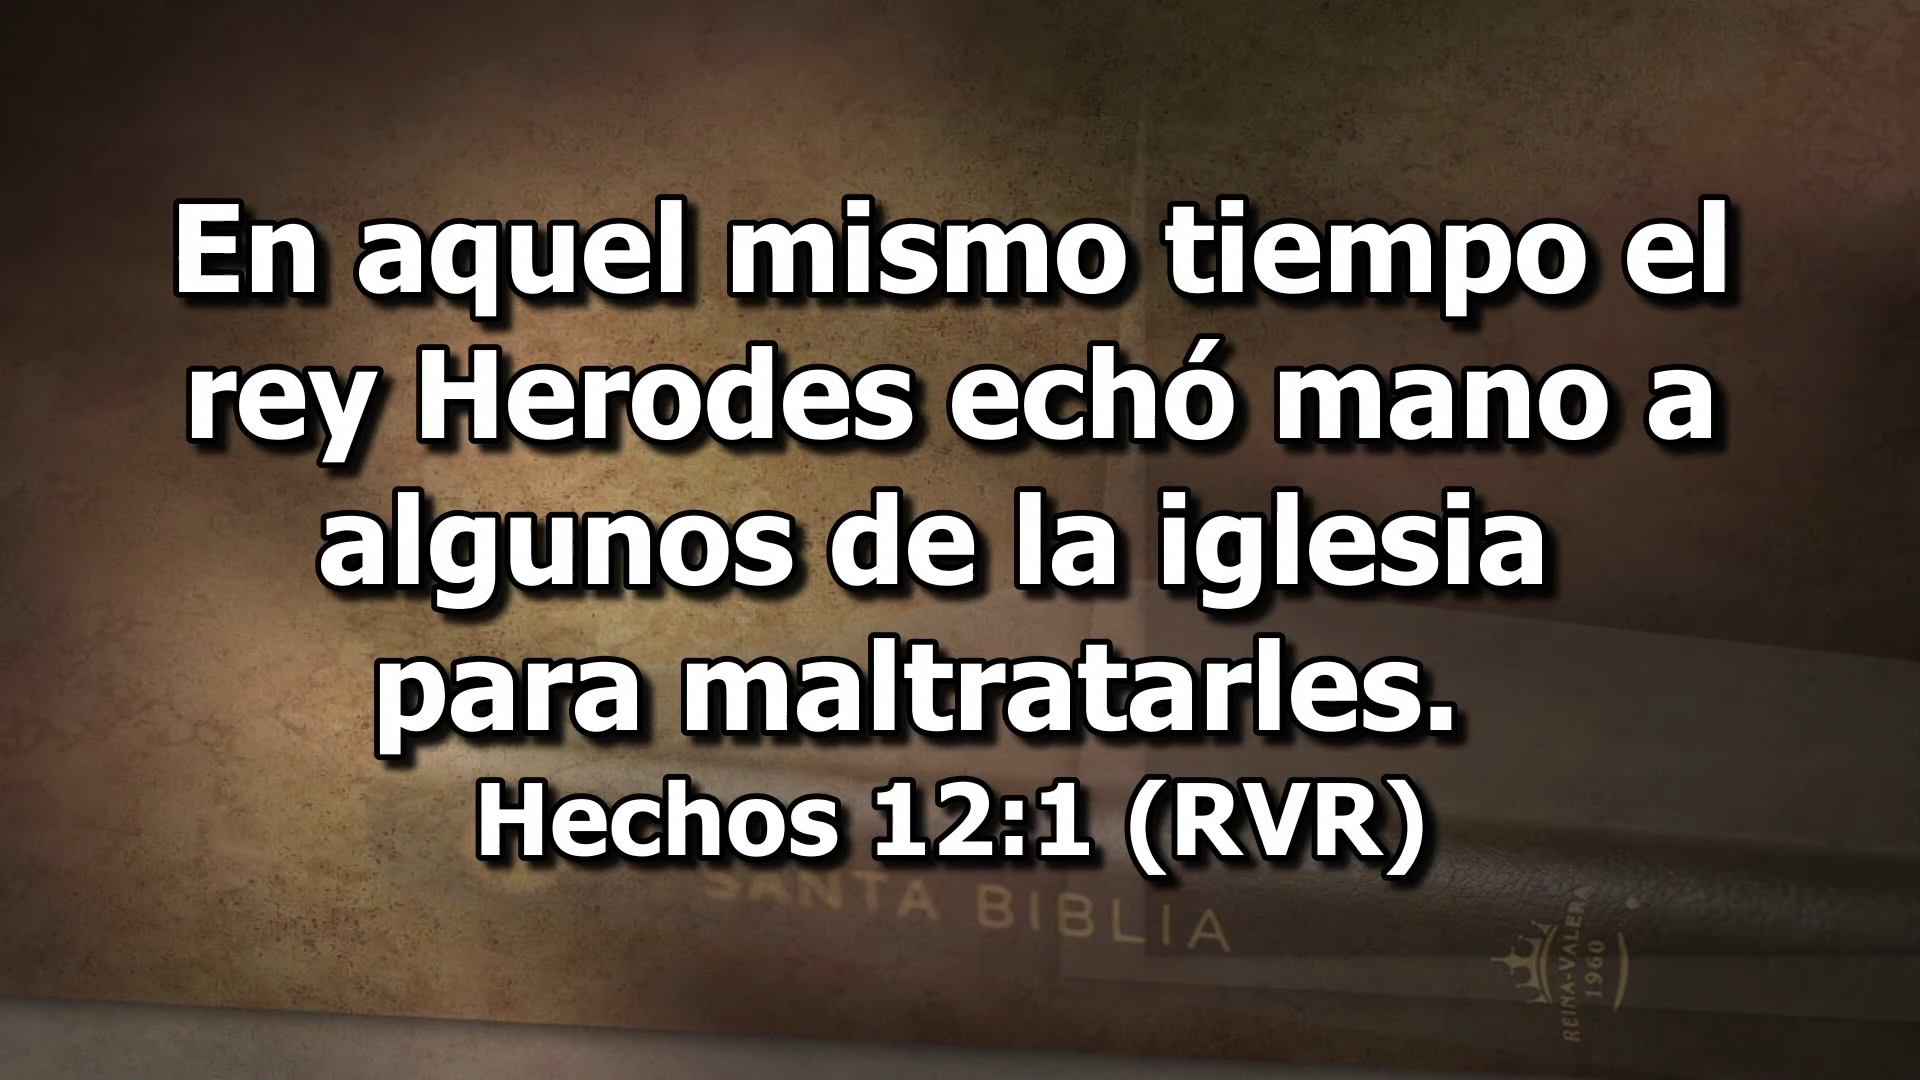 En aquel mismo tiempo el
rey Herodes echó mano a
algunos de la iglesia
para maltratarles.
Hechos 12:1 (RVR)
SANTA BIBLIA
REINA-VALERA
1960